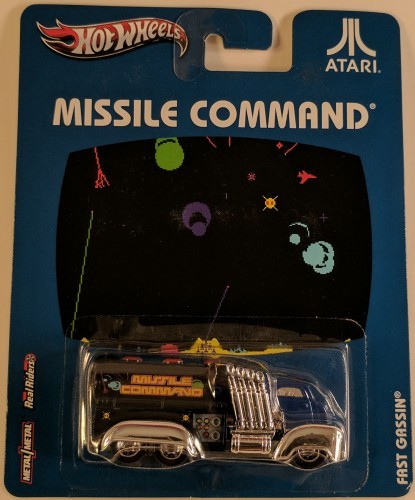 HOT WHEELS
ATARI®
MISSILE COMMAND®
MISSILE
COMMAND
METAL/METAL
Real Riders®
FAST GASSIN'